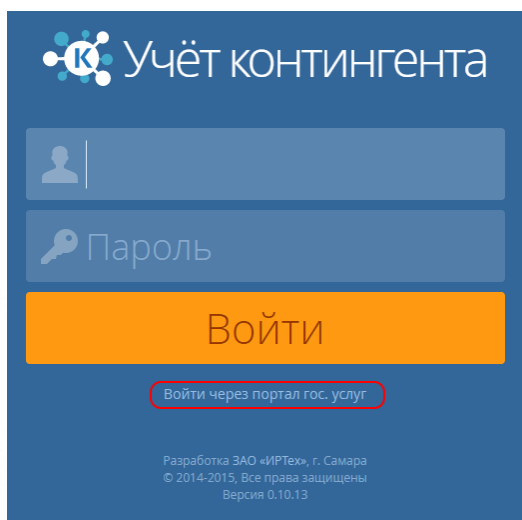 К Учёт контингента
Пароль
Войти
Войти через портал гос. услуг
Разработка ЗАО «ИРТех», г. Самара
© 2014-2015, Все права защищены
Версия 0.10.13